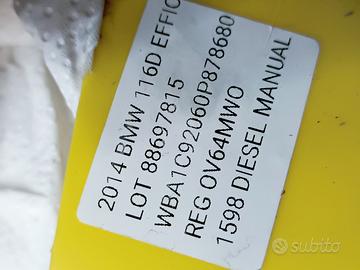 2014 BMW 116D EFFIC
LOT 88697815
WBA1C92060P878680
REG OV64MWO
1598 DIESEL MANUAL
subito